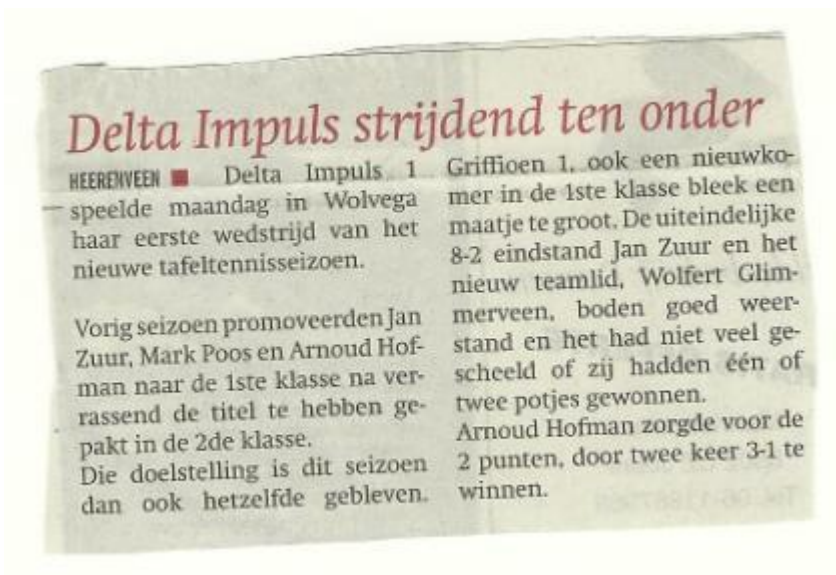 Delta Impuls strijdend ten onder
HEERENVEEN ■ Delta Impuls 1
speelde maandag in Wolvega
haar eerste wedstrijd van het
nieuwe tafeltennisseizoen.
Vorig seizoen promoveerden Jan
Zuur, Mark Poos en Arnoud Hof-
man naar de 1ste klasse na ver-
rassend de titel te hebben ge-
pakt in de 2de klasse.
Die doelstelling is dit seizoen
dan ook hetzelfde gebleven.
Griffioen 1, ook een nieuwko-
mer in de 1ste klasse bleek een
maatje te groot. De uiteindelijke
8-2 eindstand Jan Zuur en het
nieuw teamlid, Wolfert Glim-
merveen, boden goed weer-
stand en het had niet veel ge-
scheeld of zij hadden één of
twee potjes gewonnen.
Arnoud Hofman zorgde voor de
2 punten, door twee keer 3-1 te
winnen.